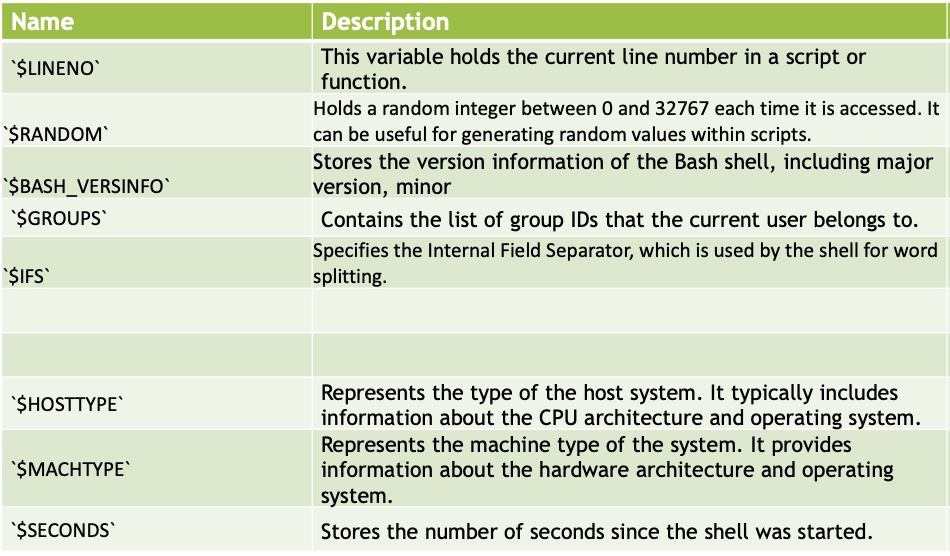 Name Description
`$LINENO` This variable holds the current line number in a script or
function.
Holds a random integer between 0 and 32767 each time it is accessed. It
`$RANDOM` can be useful for generating random values within scripts.
Stores the version information of the Bash shell, including major
`$BASH_VERSINFO` version, minor
`$GROUPS` Contains the list of group IDs that the current user belongs to.
Specifies the Internal Field Separator, which is used by the shell for word
`$IFS` splitting.
`$HOSTTYPE` Represents the type of the host system. It typically includes
information about the CPU architecture and operating system.
Represents the machine type of the system. It provides
`$MACHTYPE` information about the hardware architecture and operating
system.
`$SECONDS` Stores the number of seconds since the shell was started.